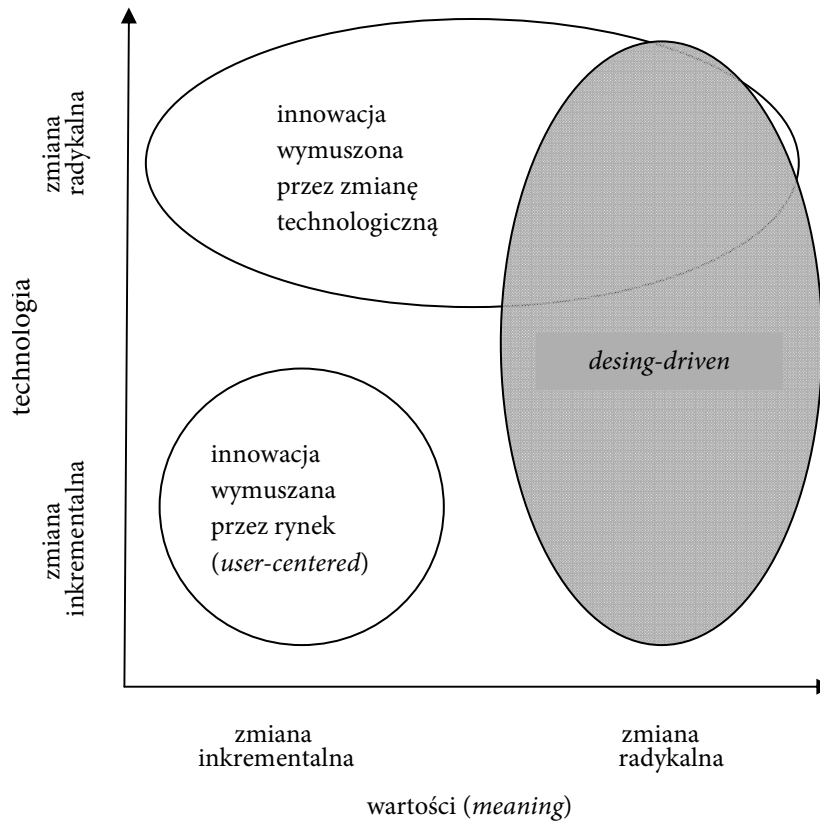 zmiana
radykalna
innowacja
wymuszona
przez zmianę
technologiczną
technologia
desing-driven
zmiana
inkrementalna
innowacja
wymuszana
przez rynek
(user-centered)
zmiana
inkrementalna
zmiana
radykalna
wartości (meaning)